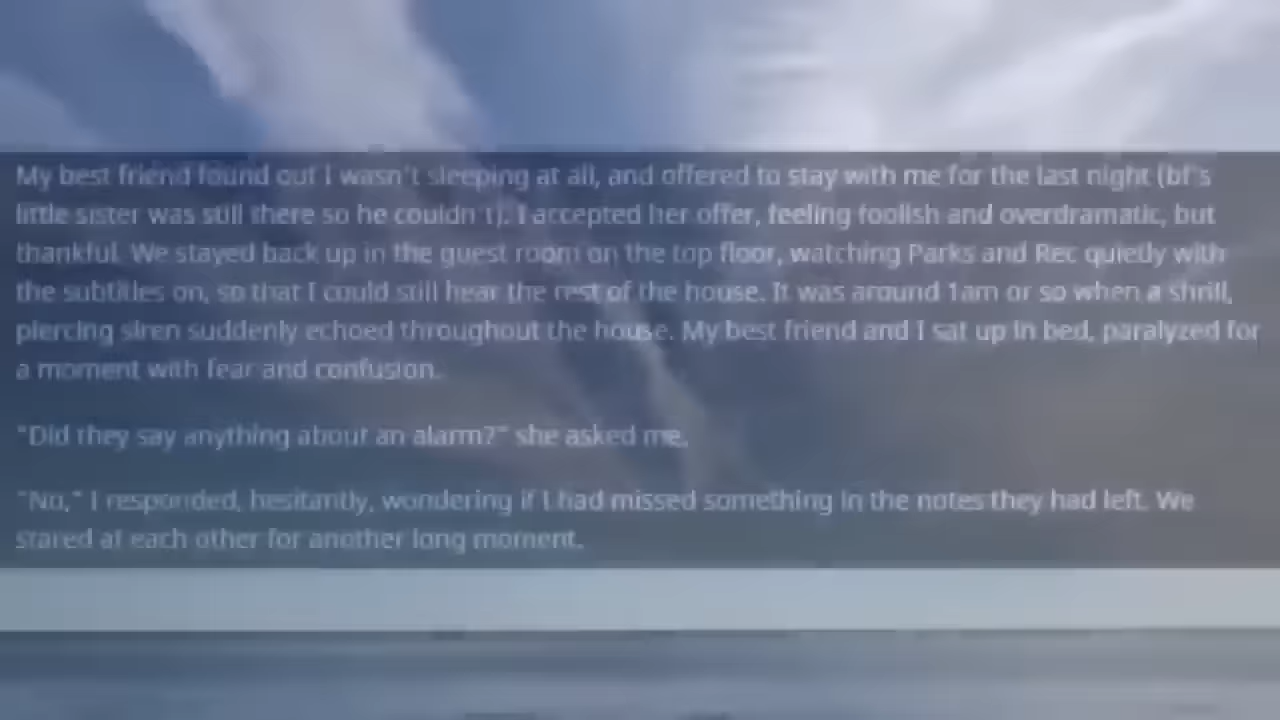 My best friend found out I wasn't sleeping at all, and offered to stay with me for the last night (bf's
little sister was still there so he couldn't). I accepted her offer, feeling foolish and overdramatic, but
thankful. We stayed back up in the guest room on the top floor, watching Parks and Rec quietly with
the subtitles on, so that I could still hear the rest of the house. It was around 1am or so when a shrill,
piercing siren suddenly echoed throughout the house. My best friend and I sat up in bed, paralyzed for
a moment with fear and confusion.
"Did they say anything about an alarm?" she asked me.
"No," I responded, hesitantly, wondering if I had missed something in the notes they had left. We
stared at each other for another long moment.